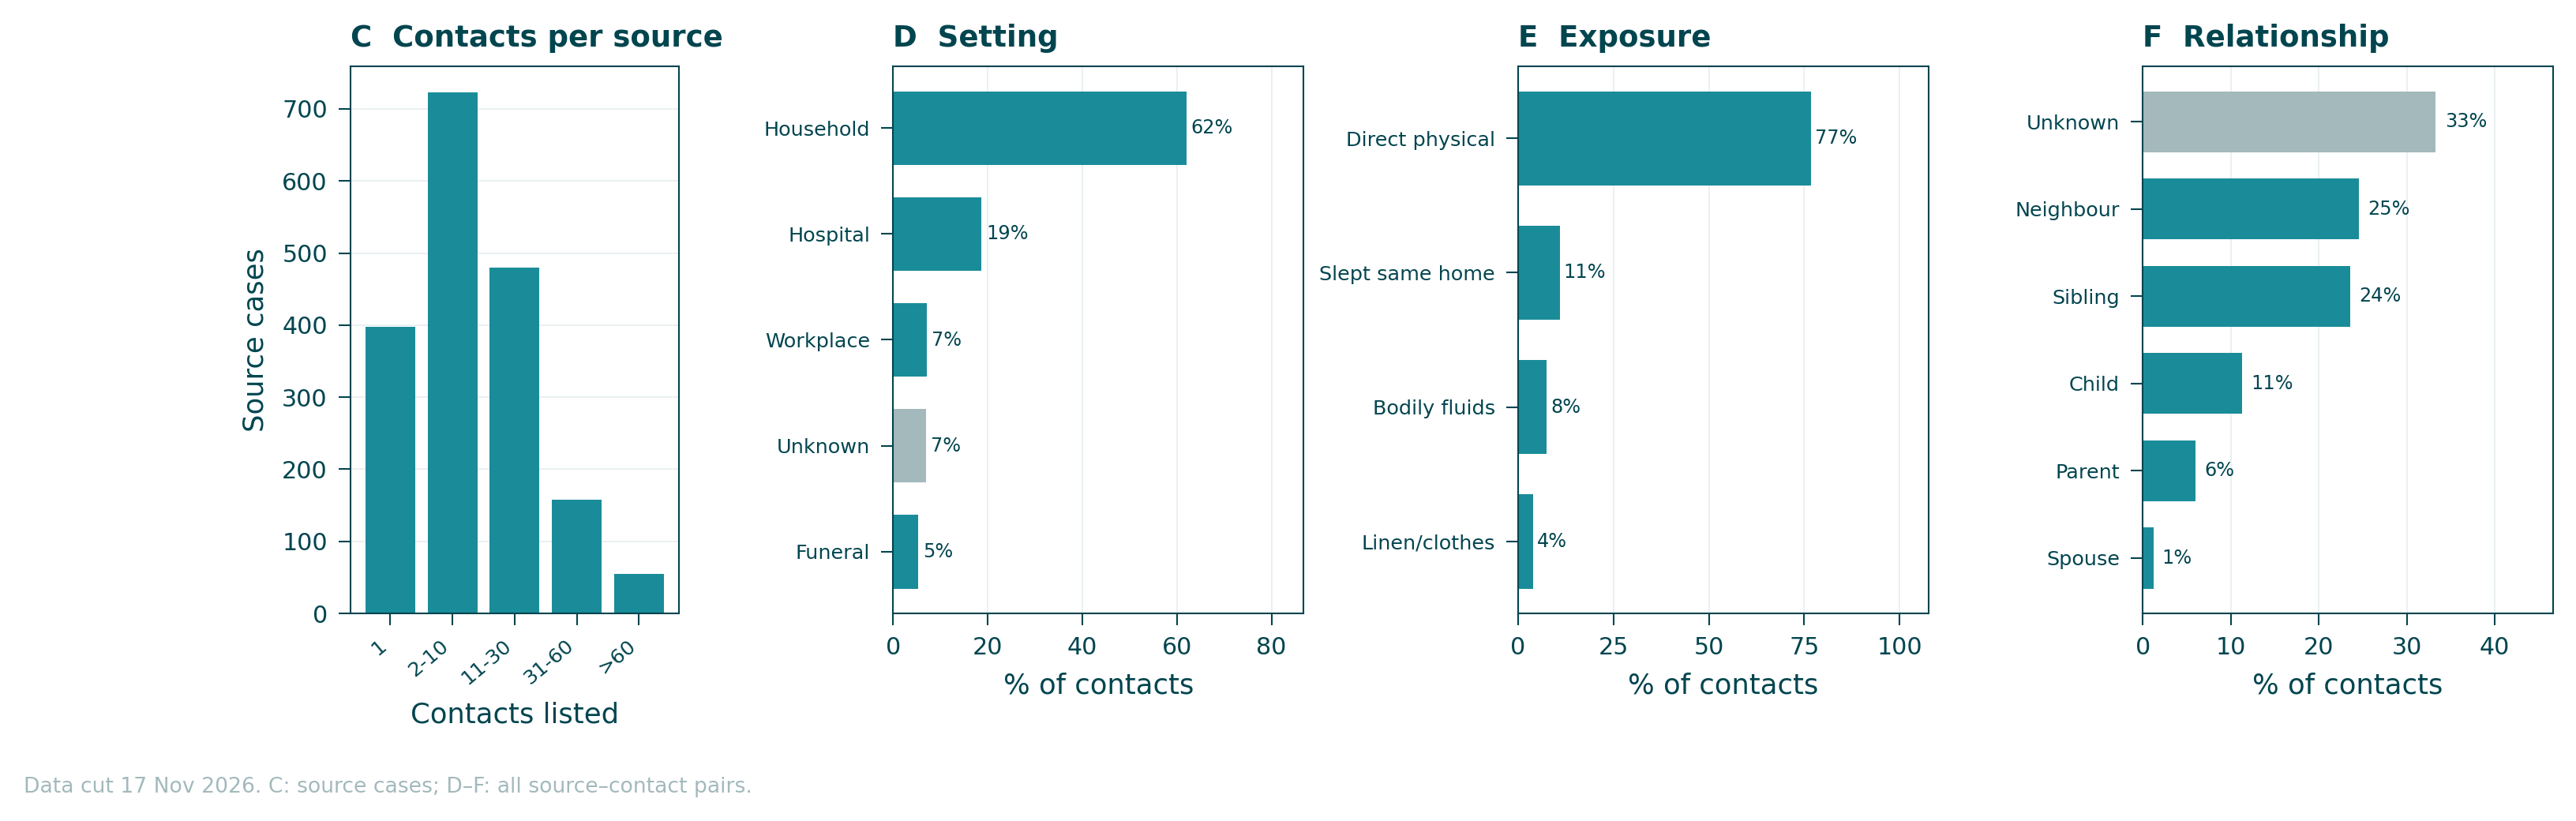 C  Contacts per source
Source cases
700
600
500
400
300
200
100
0
1
2-10
11-30
31-60
>60
Contacts listed
D  Setting
Household
62%
Hospital
19%
Workplace
7%
Unknown
7%
Funeral
5%
0
20
40
60
80
% of contacts
E  Exposure
Direct physical
77%
Slept same home
11%
Bodily fluids
8%
Linen/clothes
4%
0
25
50
75
100
% of contacts
F  Relationship
Unknown
33%
Neighbour
25%
Sibling
24%
Child
11%
Parent
6%
Spouse
1%
0
10
20
30
40
% of contacts
Data cut 17 Nov 2026. C: source cases; D–F: all source–contact pairs.